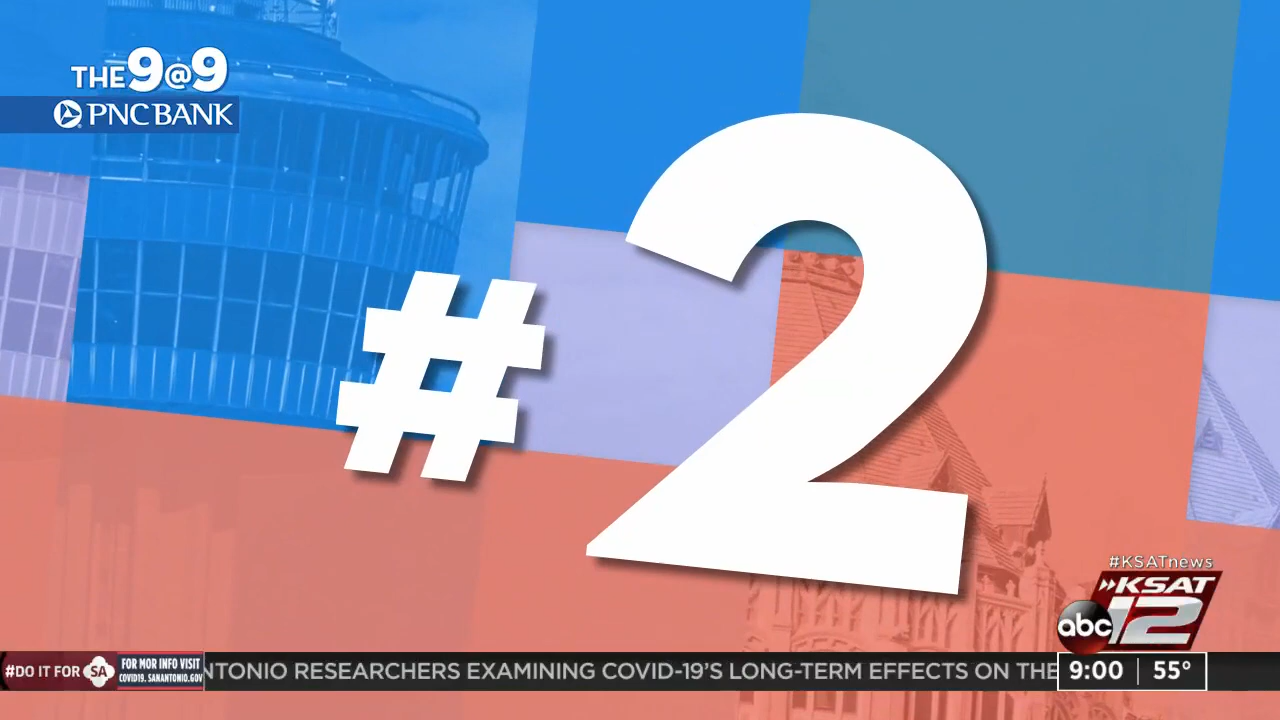 THE 9@9
PNC BANK
#2
#KSATnews
KSAT
abc 12
#DO IT FOR SA
FOR MOR INFO VISIT
COVID19.SANANTONIO.GOV
NTONIO RESEARCHERS EXAMINING COVID-19'S LONG-TERM EFFECTS ON THE
9:00 55°